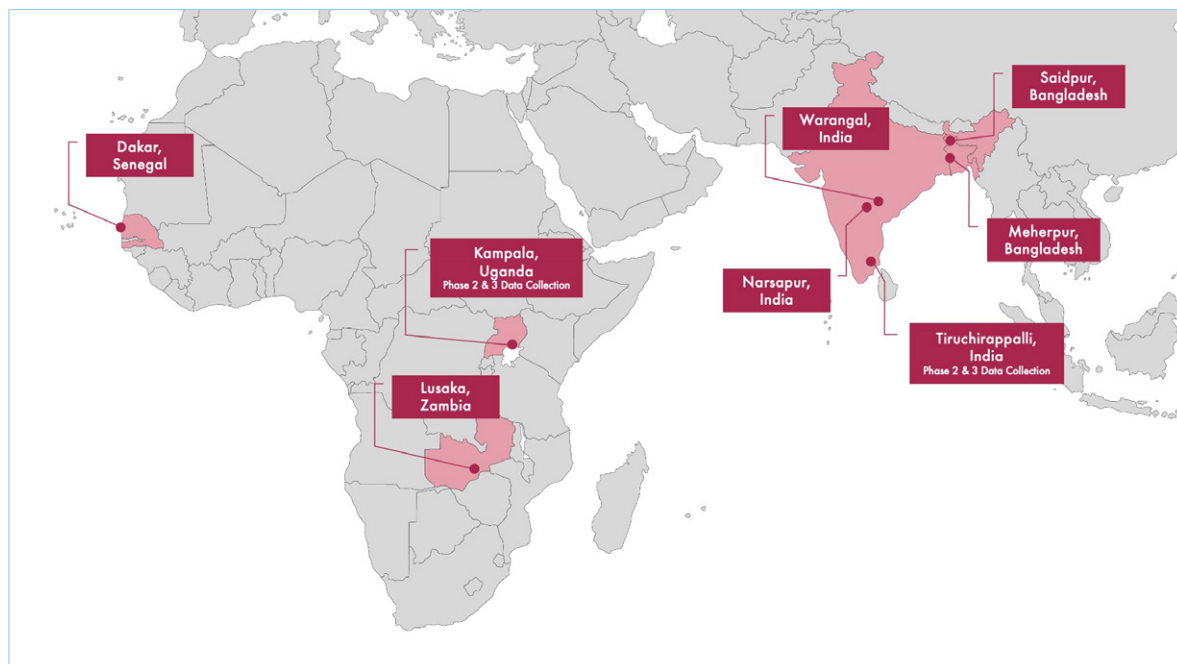 Dakar,
Senegal
Kampala,
Uganda
Phase 2 & 3 Data Collection
Lusaka,
Zambia
Warangal,
India
Saidpur,
Bangladesh
Meherpur,
Bangladesh
Narsapur,
India
Tiruchirappalli,
India
Phase 2 & 3 Data Collection